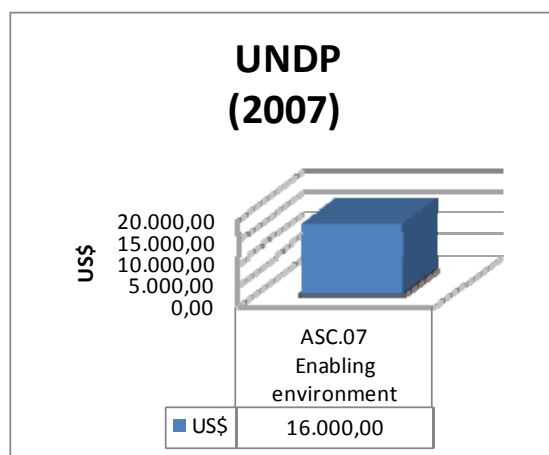 UNDP
(2007)
US$
20.000,00
15.000,00
10.000,00
5.000,00
0,00
ASC.07
Enabling
environment
US$ 16.000,00